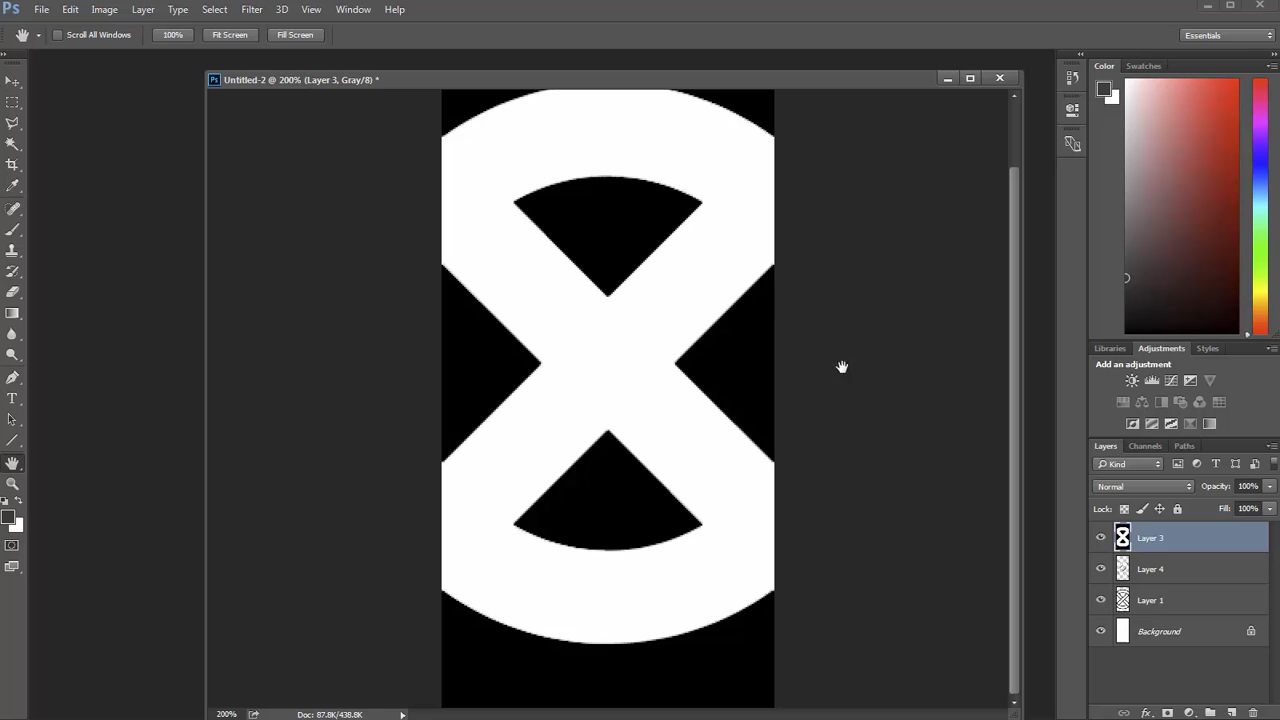 Ps File Edit Image Layer Type Select Filter 3D View Window Help
Scroll All Windows 100% Fit Screen Fill Screen Essentials
Ps Untitled-2 @ 200% (Layer 3, Gray/8) *
Color Swatches
Libraries Adjustments Styles
Add an adjustment
Layers Channels Paths
Kind
Normal Opacity: 100%
Lock: Fill: 100%
Layer 3
Layer 4
Layer 1
Background
200% Doc: 87.8K/438.8K